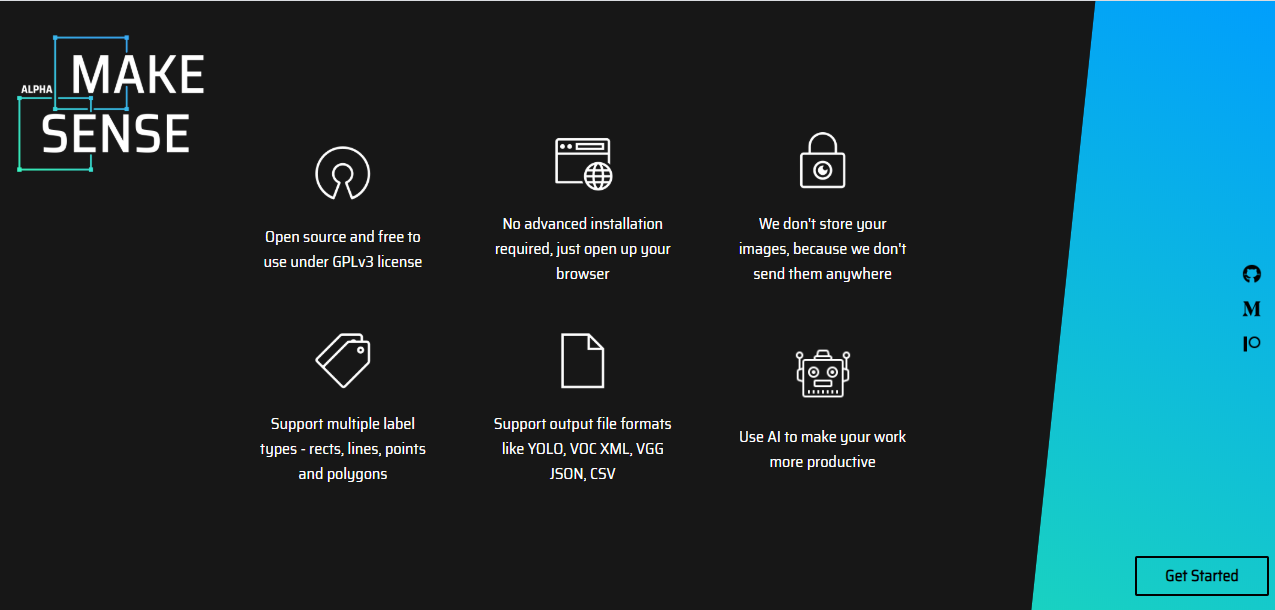 ALPHA
MAKE
SENSE
Open source and free to
use under GPLv3 license
No advanced installation
required, just open up your
browser
We don't store your
images, because we don't
send them anywhere
Support multiple label
types - rects, lines, points
and polygons
Support output file formats
like YOLO, VOC XML, VGG
JSON, CSV
Use AI to make your work
more productive
M
Get Started